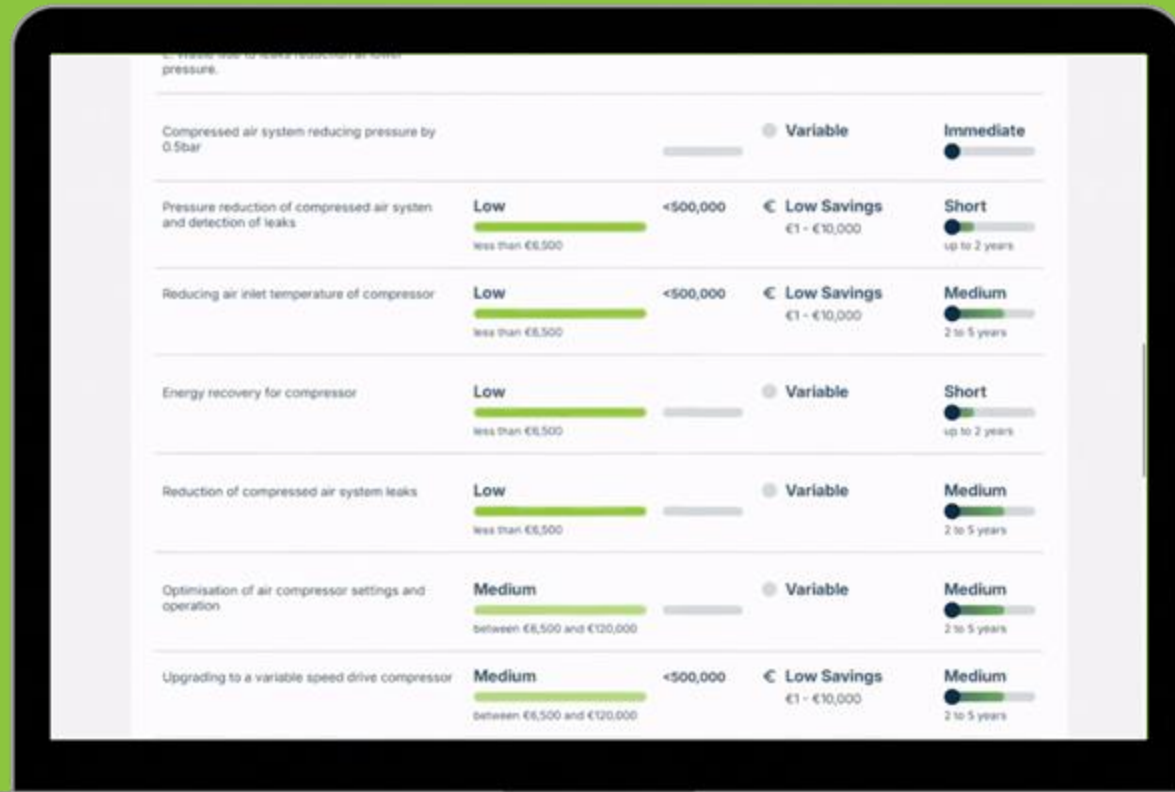 pressure.
Compressed air system reducing pressure by
0.5bar
Variable
Immediate
Pressure reduction of compressed air systen
and detection of leaks
Low
less than €6,500
<500,000
€ Low Savings
€1 - €10,000
Short
up to 2 years
Reducing air inlet temperature of compressor
Low
less than €6,500
<500,000
€ Low Savings
€1 - €10,000
Medium
2 to 5 years
Energy recovery for compressor
Low
less than €6,500
Variable
Short
up to 2 years
Reduction of compressed air system leaks
Low
less than €6,500
Variable
Medium
2 to 5 years
Optimisation of air compressor settings and
operation
Medium
between €6,500 and €120,000
Variable
Medium
2 to 5 years
Upgrading to a variable speed drive compressor
Medium
between €6,500 and €120,000
<500,000
€ Low Savings
€1 - €10,000
Medium
2 to 5 years